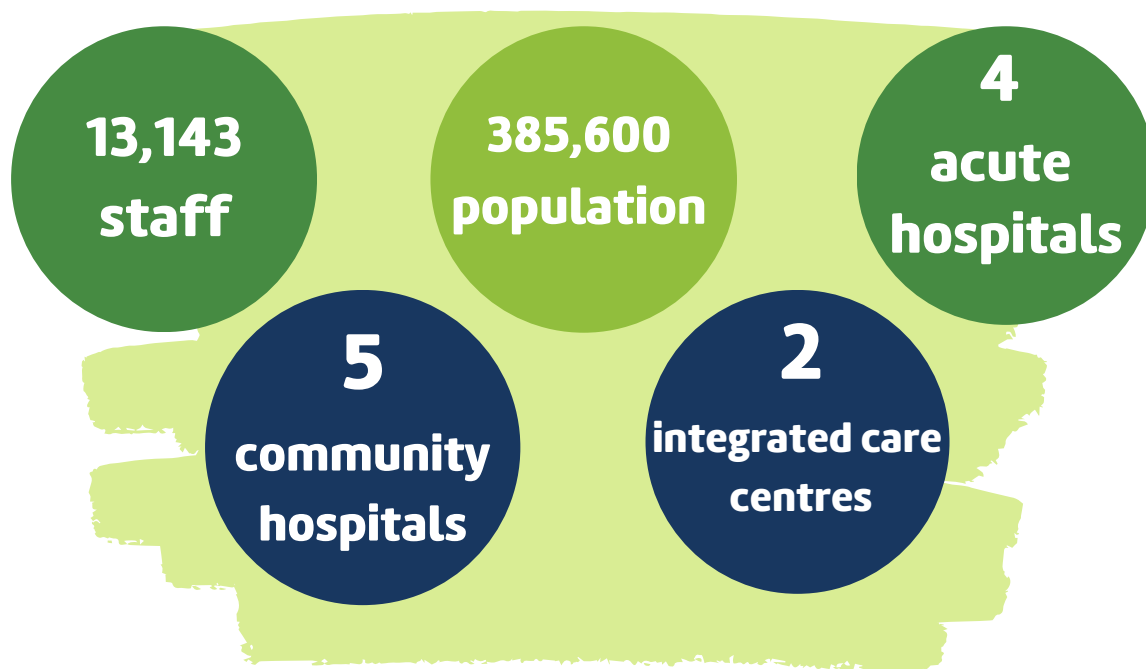 13,143
staff
385,600
population
4
acute
hospitals
5
community
hospitals
2
integrated care
centres